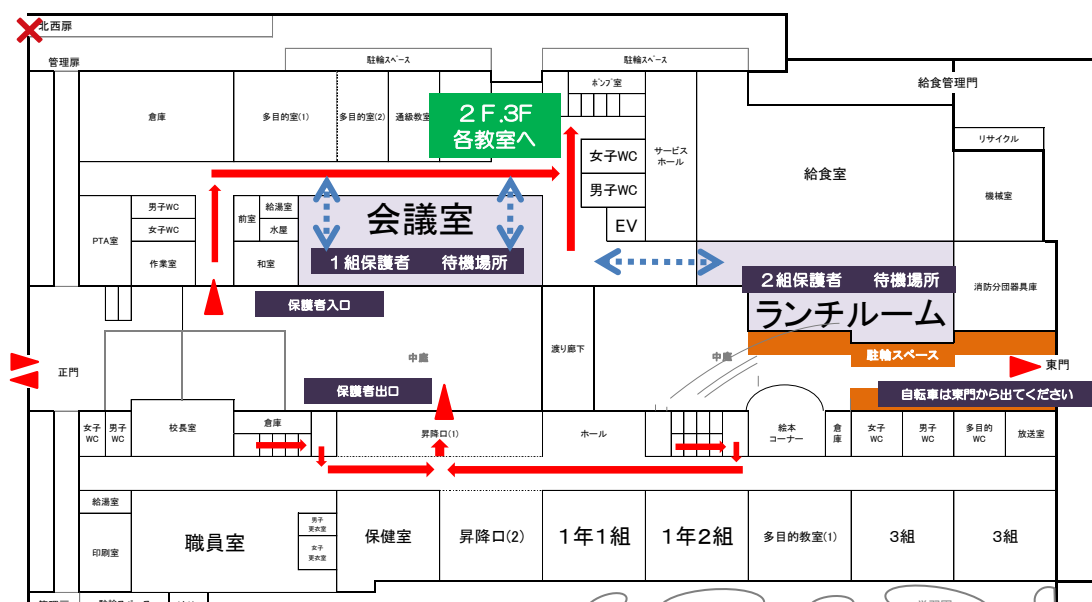 北西扉
管理扉
駐輪スペース
駐輪スペース
給食管理門
倉庫
多目的室(1)
多目的室(2)
通級教室
2F.3F
各教室へ
ポンプ室
女子WC
男子WC
EV
サービス
ホール
給食室
リサイクル
機械室
PTA室
男子WC
女子WC
作業室
前室
給湯室
水屋
和室
会議室
1組保護者 待機場所
2組保護者 待機場所
ランチルーム
消防分団器具庫
保護者入口
正門
中庭
渡り廊下
中庭
駐輪スペース
東門
保護者出口
自転車は東門から出てください
女子
WC
男子
WC
校長室
倉庫
昇降口(1)
ホール
絵本
コーナー
倉
庫
女子
WC
男子
WC
多目的
WC
放送室
給湯室
印刷室
職員室
男子
更衣室
女子
更衣室
保健室
昇降口(2)
1年1組
1年2組
多目的教室(1)
3組
3組